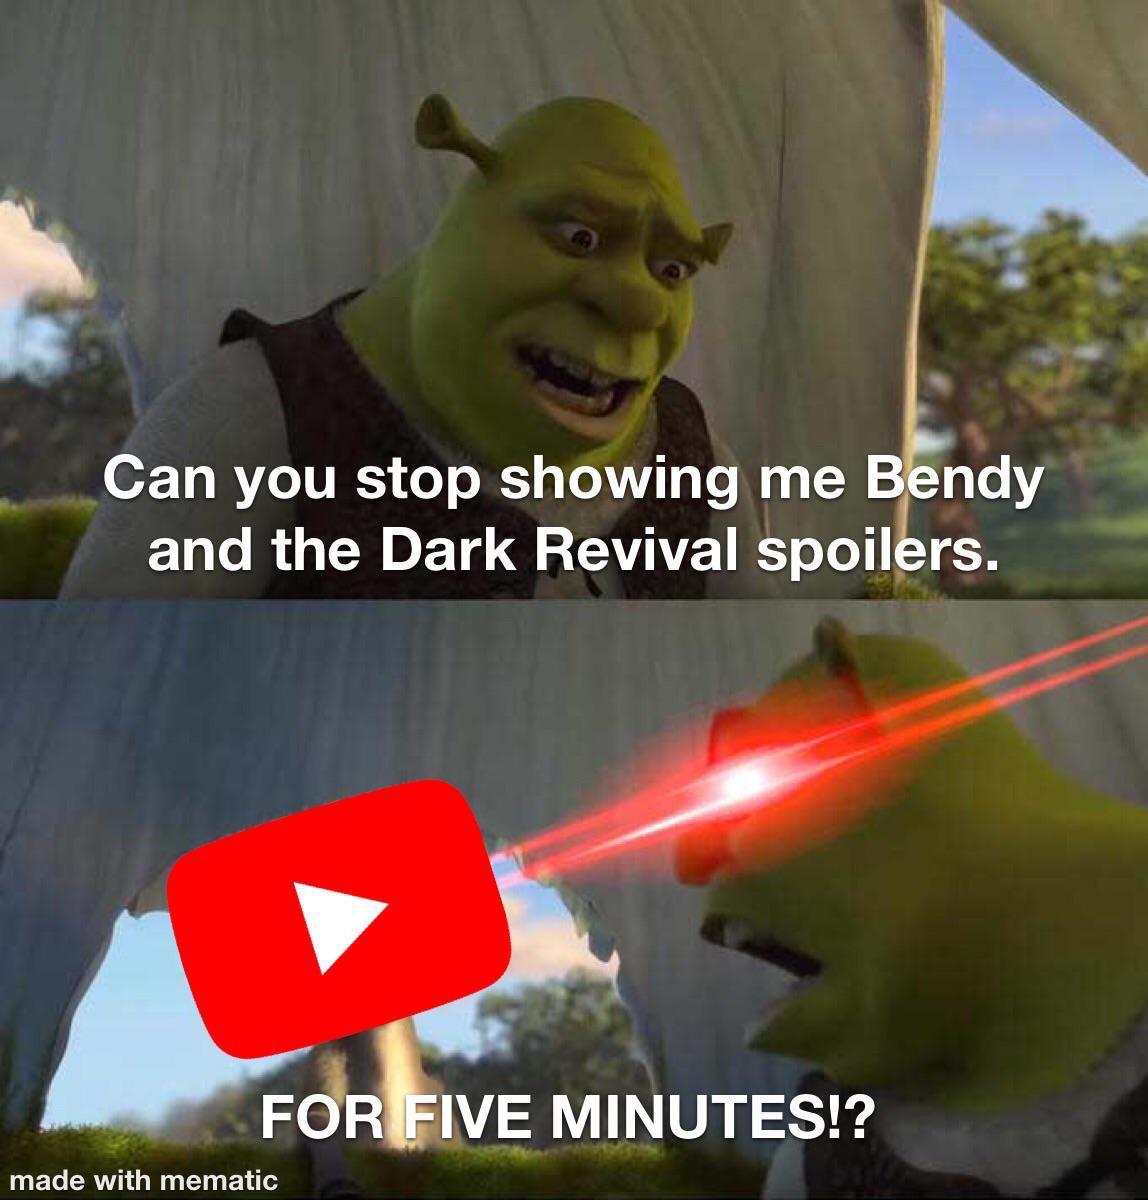 Can you stop showing me Bendy
and the Dark Revival spoilers.
FOR FIVE MINUTES!?
made with mematic